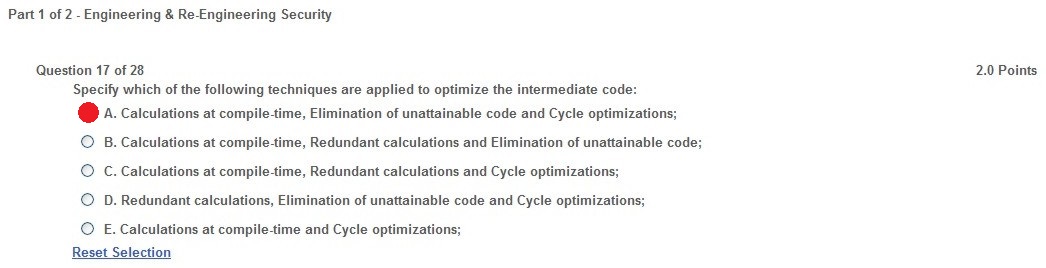 Part 1 of 2 - Engineering & Re-Engineering Security
Question 17 of 28
2.0 Points
Specify which of the following techniques are applied to optimize the intermediate code:
A. Calculations at compile-time, Elimination of unattainable code and Cycle optimizations;
B. Calculations at compile-time, Redundant calculations and Elimination of unattainable code;
C. Calculations at compile-time, Redundant calculations and Cycle optimizations;
D. Redundant calculations, Elimination of unattainable code and Cycle optimizations;
E. Calculations at compile-time and Cycle optimizations;
Reset Selection